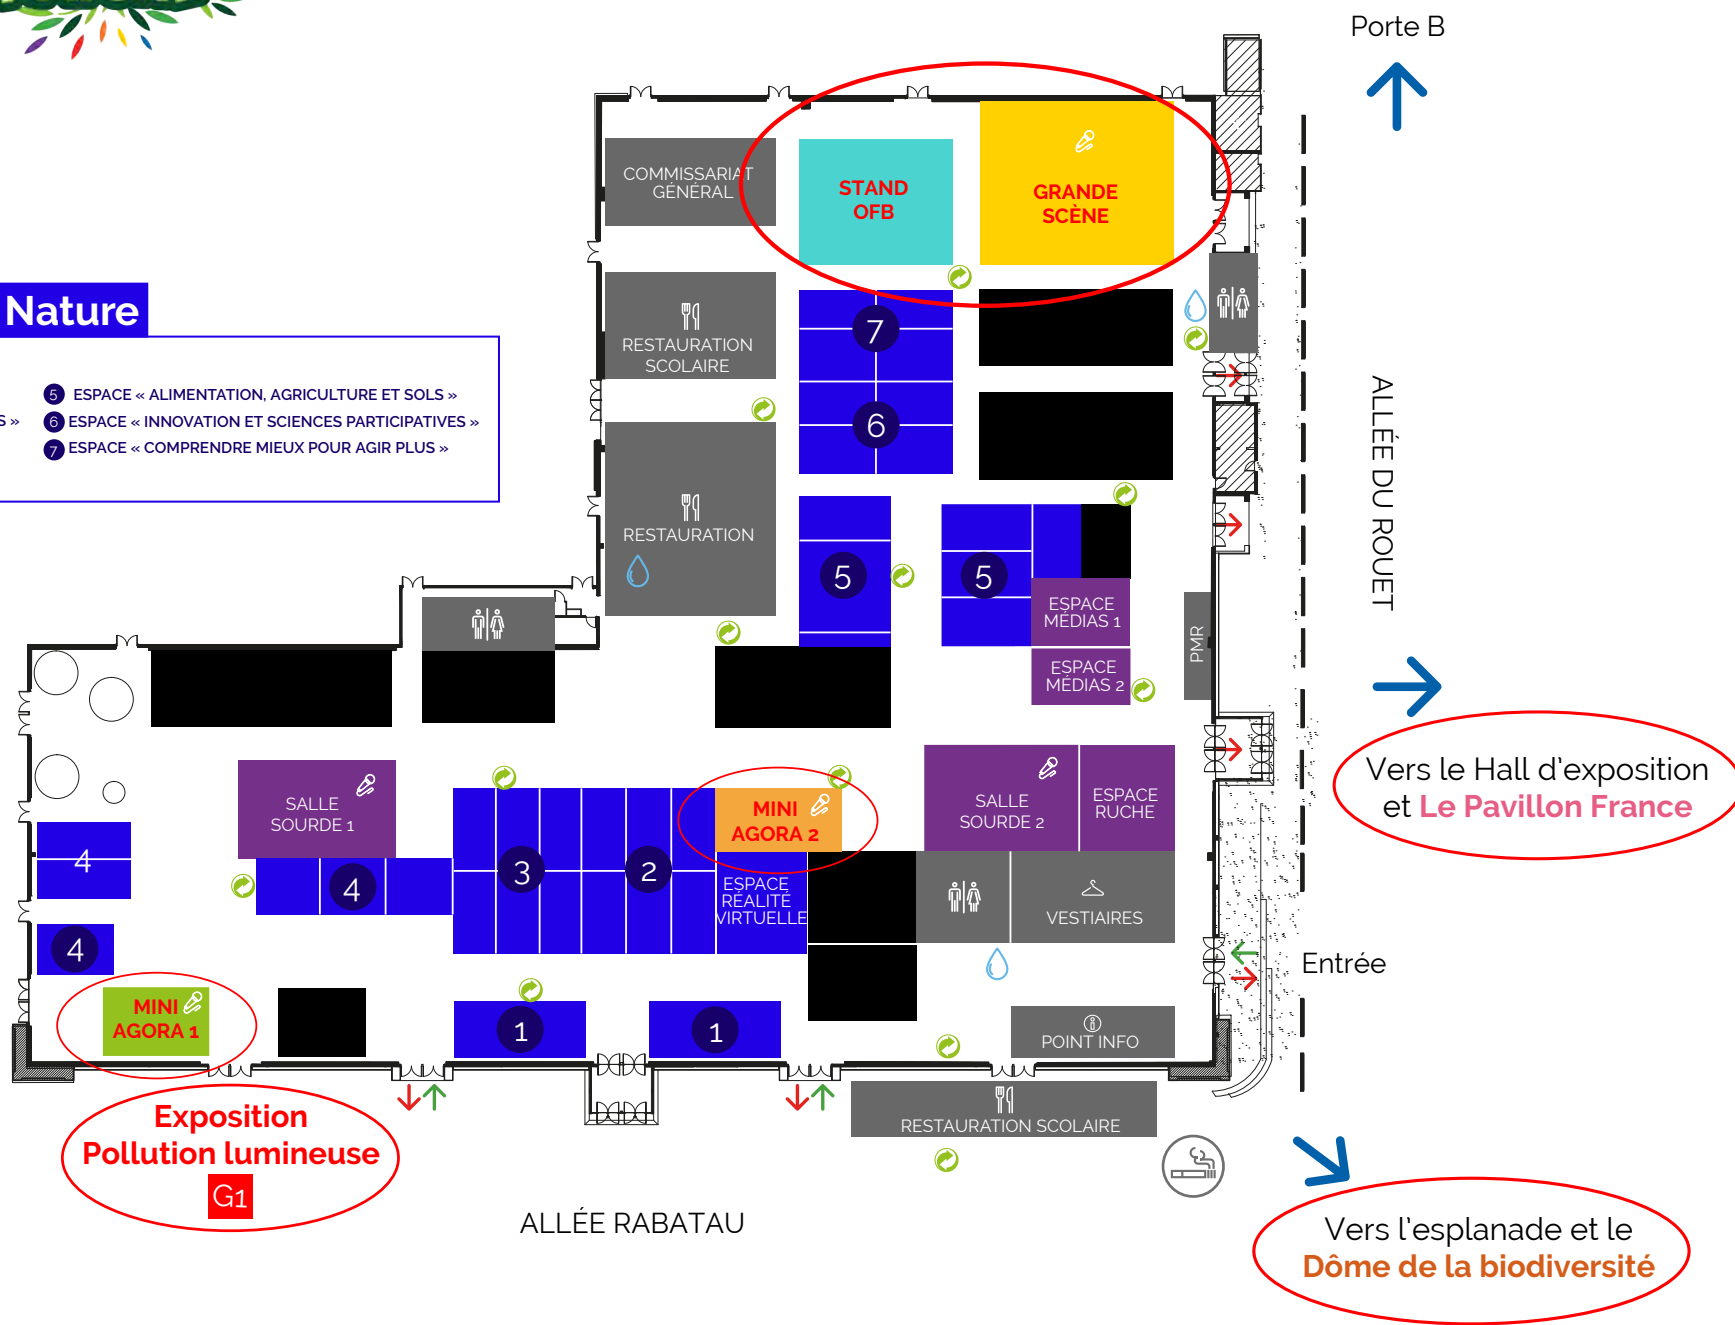 Porte B
COMMISSARIAT
GÉNÉRAL
STAND
OFB
GRANDE
SCÈNE
Nature
5 ESPACE « ALIMENTATION, AGRICULTURE ET SOLS »
S »
6 ESPACE « INNOVATION ET SCIENCES PARTICIPATIVES »
7 ESPACE « COMPRENDRE MIEUX POUR AGIR PLUS »
RESTAURATION
SCOLAIRE
7
6
ALLÉE DU ROUET
RESTAURATION
5
5
ESPACE
MÉDIAS 1
ESPACE
MÉDIAS 2
PMR
Vers le Hall d'exposition
et Le Pavillon France
SALLE
SOURDE 1
MINI
AGORA 2
SALLE
SOURDE 2
ESPACE
RUCHE
4
4
3
2
ESPACE
RÉALITÉ
VIRTUELLE
VESTIAIRES
4
Entrée
MINI
AGORA 1
1
1
POINT INFO
Exposition
Pollution lumineuse
G1
RESTAURATION SCOLAIRE
ALLÉE RABATAU
Vers l'esplanade et le
Dôme de la biodiversité